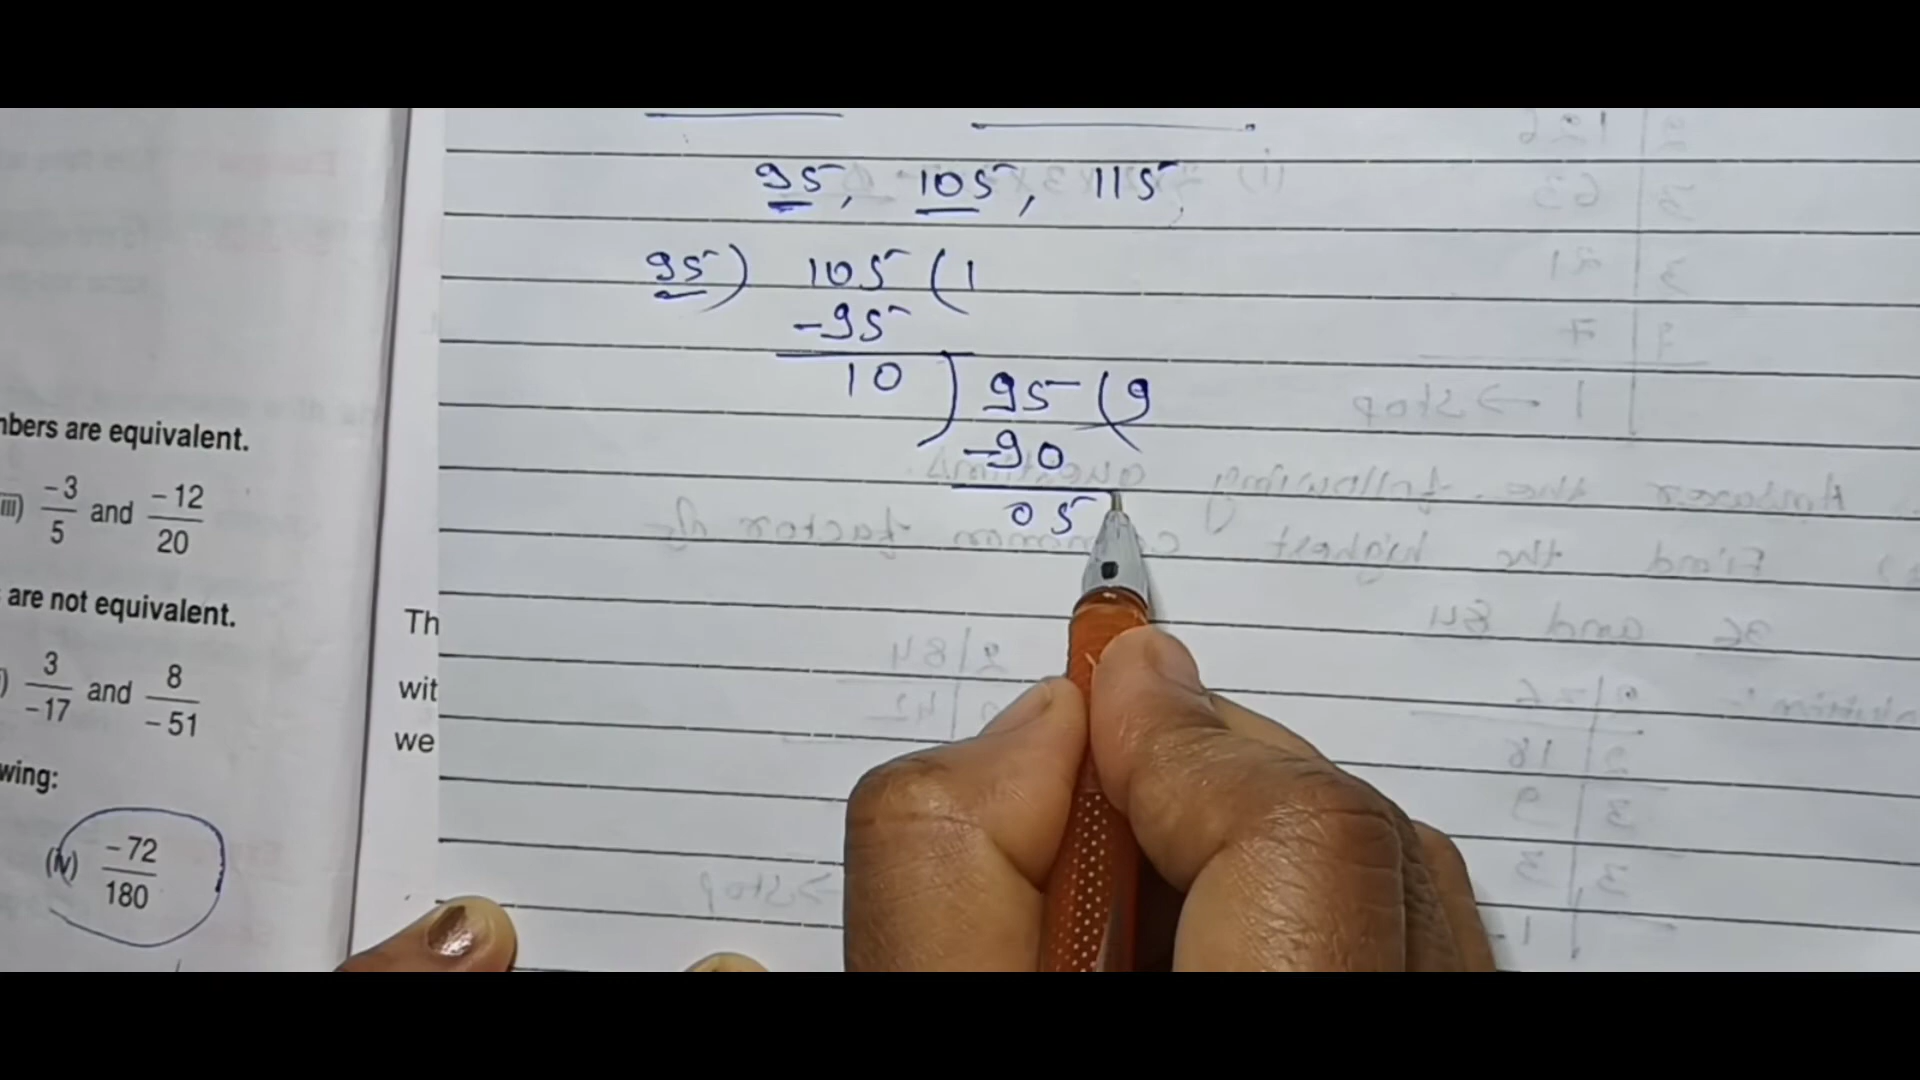 95, 105, 115
95) 105 (1
-95
10) 95 (9
-90
05
nbers are equivalent.
iii) -3/5 and -12/20
are not equivalent.
) 3/-17 and 8/-51
wing:
(iv) -72/180
Th
wit
we